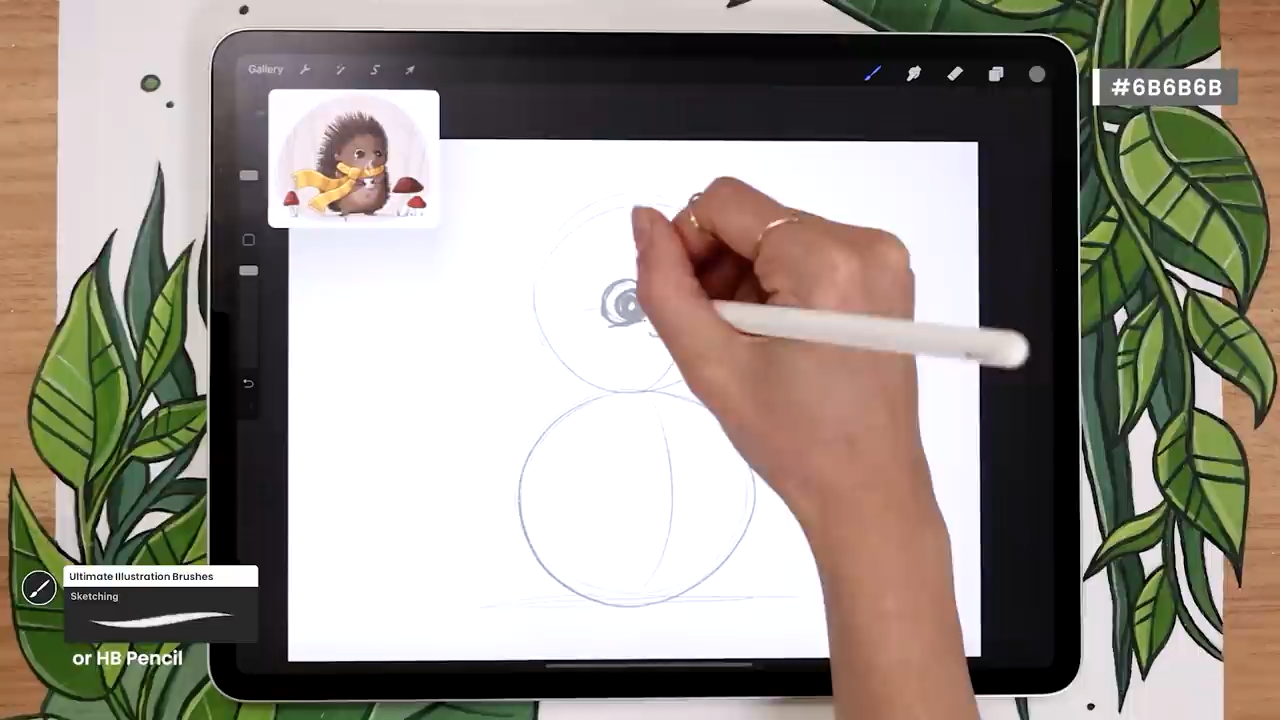 Gallery
#6B6B6B
Ultimate Illustration Brushes
Sketching
or HB Pencil